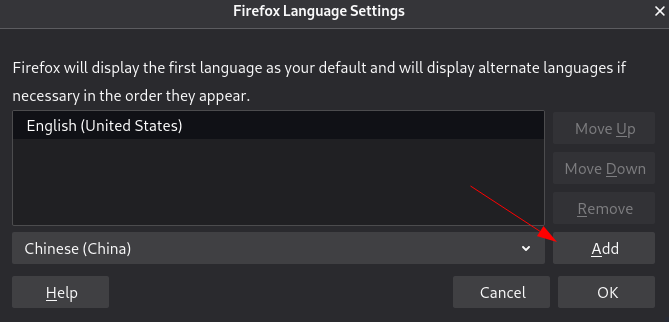 Firefox Language Settings
Firefox will display the first language as your default and will display alternate languages if
necessary in the order they appear.
English (United States)
Move Up
Move Down
Remove
Chinese (China)
Add
Help
Cancel
OK